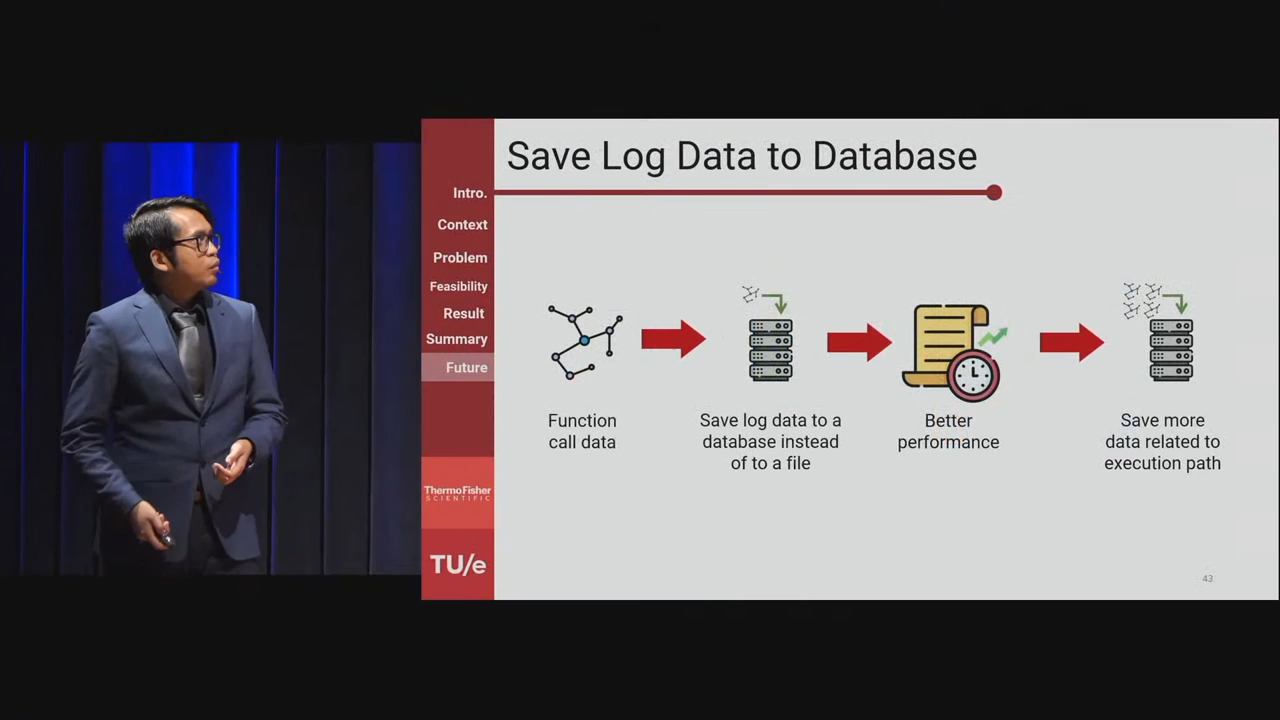 Save Log Data to Database
Intro.
Context
Problem
Feasibility
Result
Summary
Future
ThermoFisher
SCIENTIFIC
TU/e
Function
call data
Save log data to a
database instead
of to a file
Better
performance
Save more
data related to
execution path
43